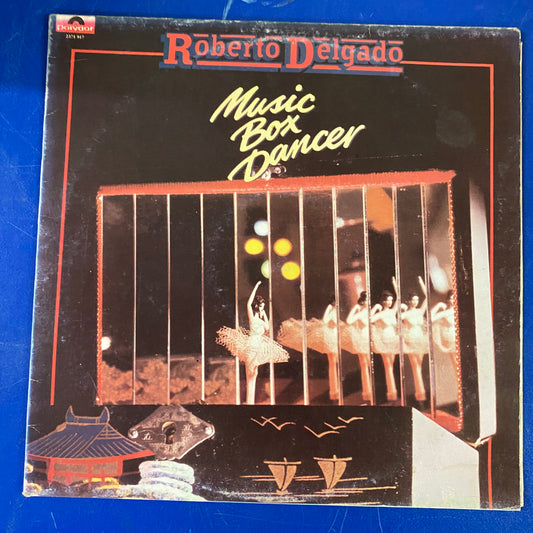 polydor
Roberto Delgado
Music
Box
Dancer